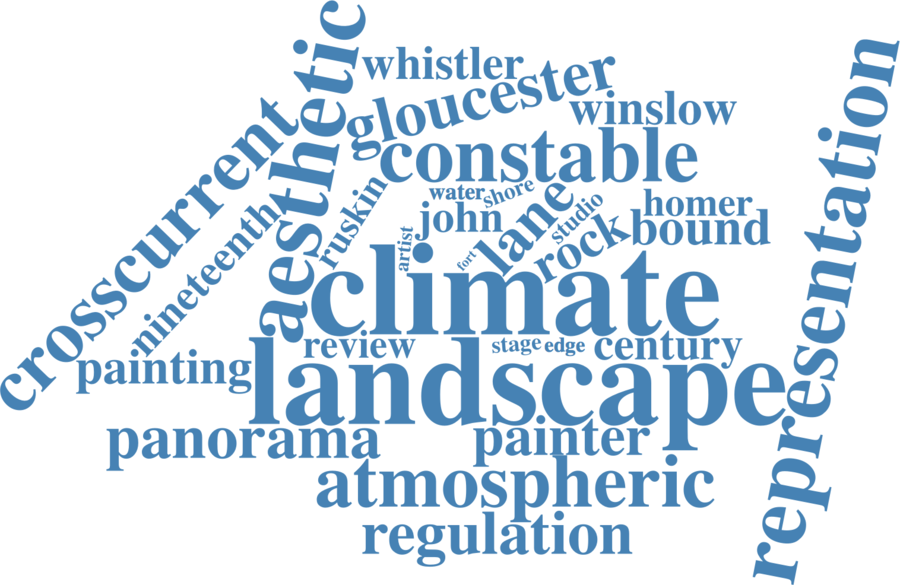 whistler
gloucester
winslow
aesthetic
crosscurrent
constable
representation
ruskin
water
shore
lane
studio
homer
john
nineteenth
artist
fort
rock
bound
climate
review
stage
edge
century
painting
landscape
panorama
painter
atmospheric
regulation